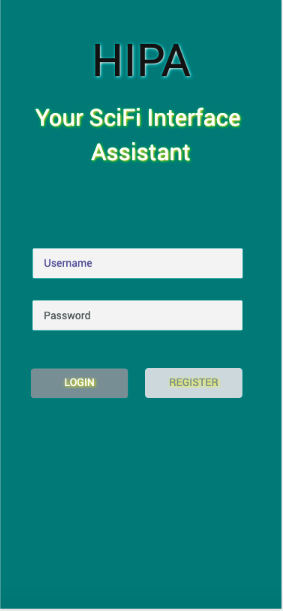 HIPA
Your SciFi Interface
Assistant
Username
Password
LOGIN
REGISTER